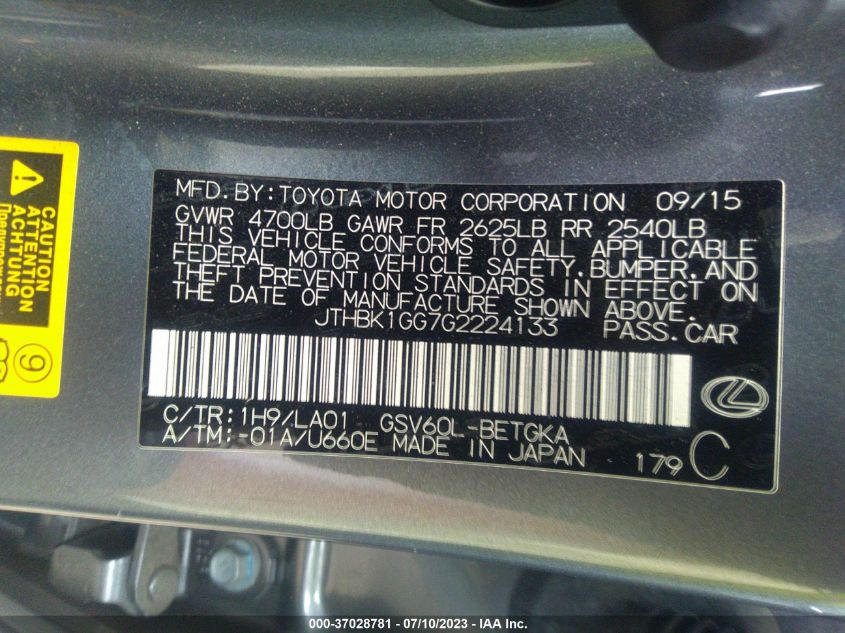 CAUTION
ATTENTION
ACHTUNG
9
MFD.BY:TOYOTA MOTOR CORPORATION 09/15
GVWR 4700LB GAWR FR 2625LB RR 2540LB
THIS VEHICLE CONFORMS TO ALL APPLICABLE
FEDERAL MOTOR VEHICLE SAFETY,BUMPER,AND
THEFT PREVENTION STANDARDS IN EFFECT ON
THE DATE OF MANUFACTURE SHOWN ABOVE.
JTHBK1GG7G2224133 PASS.CAR
C/TR:1H9/LA01 GSV60L-BETGKA
A/TM:-01A/U660E MADE IN JAPAN 179 C
000-37028781 - 07/10/2023 - IAA Inc.